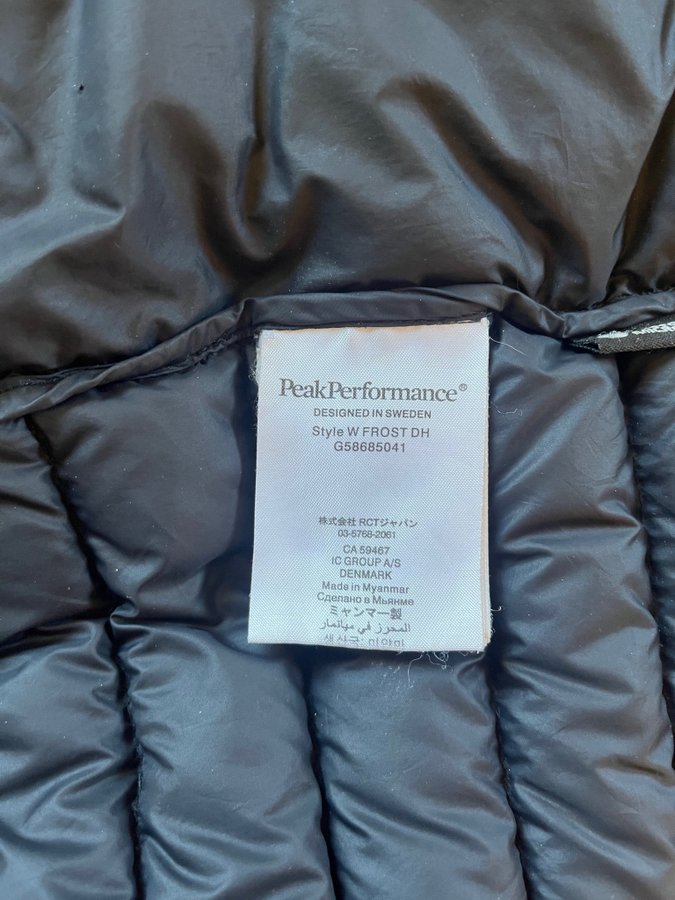 PeakPerformance®
DESIGNED IN SWEDEN
Style W FROST DH
G58685041
株式会社 RCTジャパン
03-5768-2061
CA 59467
IC GROUP A/S
DENMARK
Made in Myanmar
Сделано в Мьянме
ミャンマー製
المحرز في ميانمار